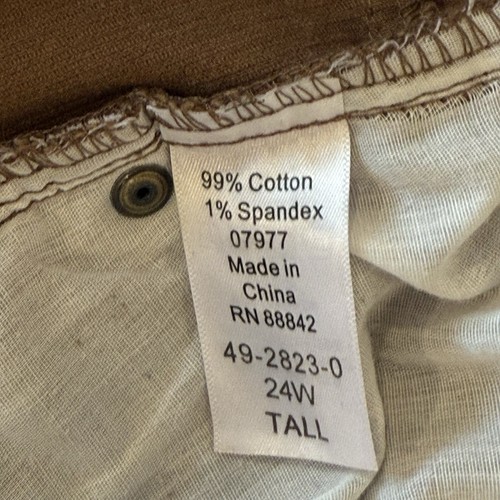 99% Cotton
1% Spandex
07977
Made in
China
RN 88842
49-2823-0
24W
TALL